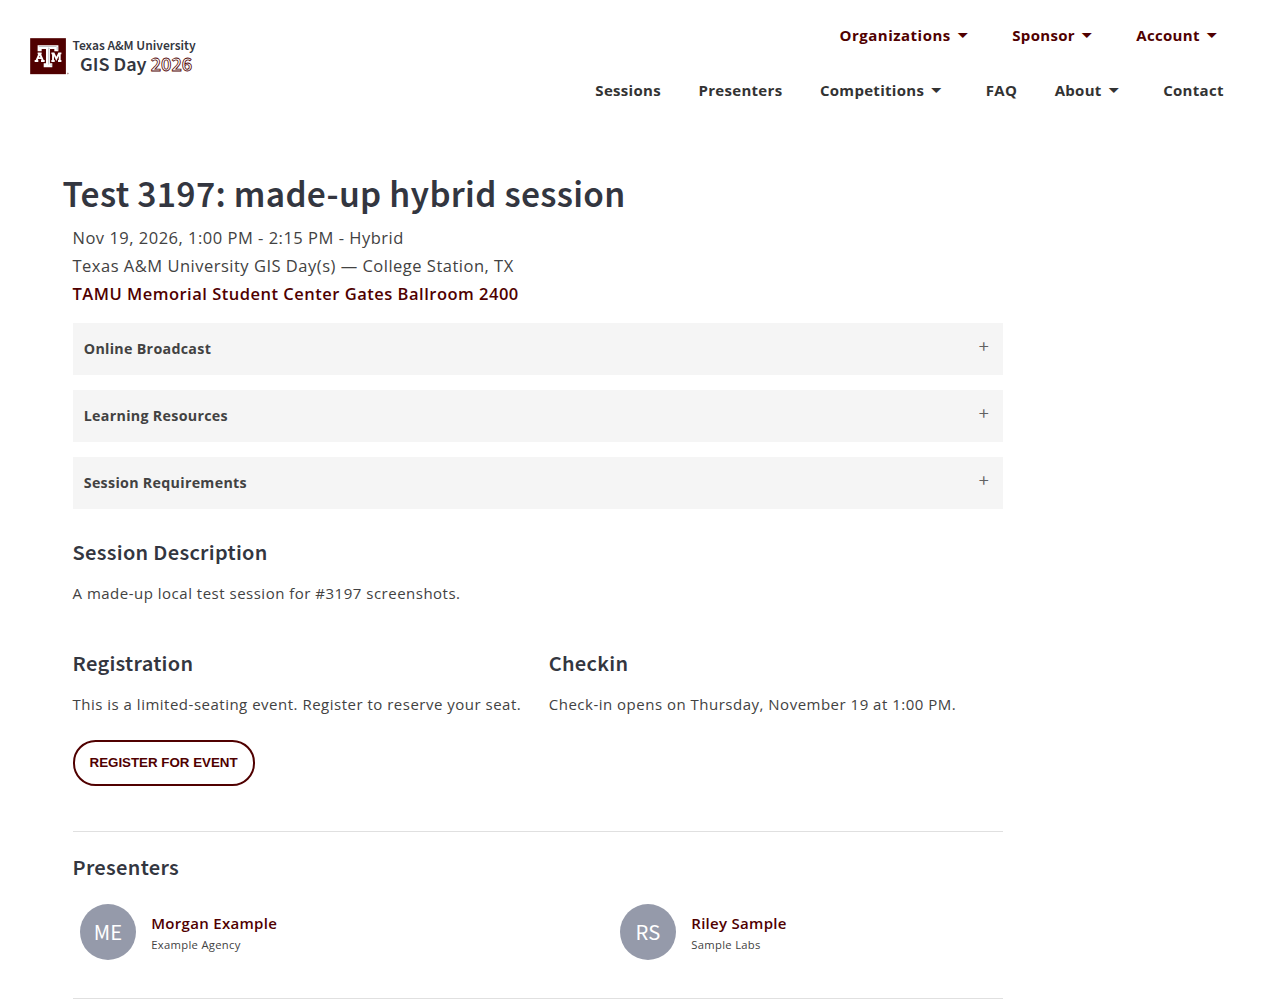 Texas A&M University
GIS Day 2026
Organizations
Sponsor
Account
Sessions
Presenters
Competitions
FAQ
About
Contact
Test 3197: made-up hybrid session
Nov 19, 2026, 1:00 PM - 2:15 PM - Hybrid
Texas A&M University GIS Day(s) — College Station, TX
TAMU Memorial Student Center Gates Ballroom 2400
Online Broadcast +
Learning Resources +
Session Requirements +
Session Description
A made-up local test session for #3197 screenshots.
Registration
This is a limited-seating event. Register to reserve your seat.
REGISTER FOR EVENT
Checkin
Check-in opens on Thursday, November 19 at 1:00 PM.
Presenters
ME
Morgan Example
Example Agency
RS
Riley Sample
Sample Labs